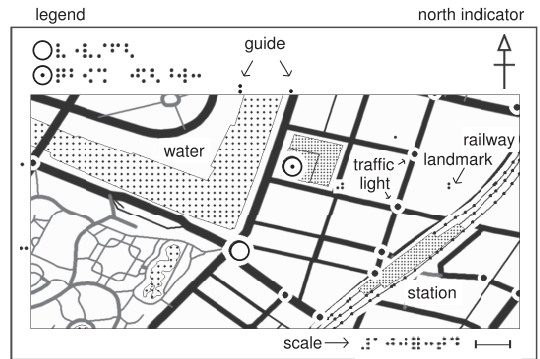 legend
north indicator
guide
water
railway
traffic
light
landmark
station
scale